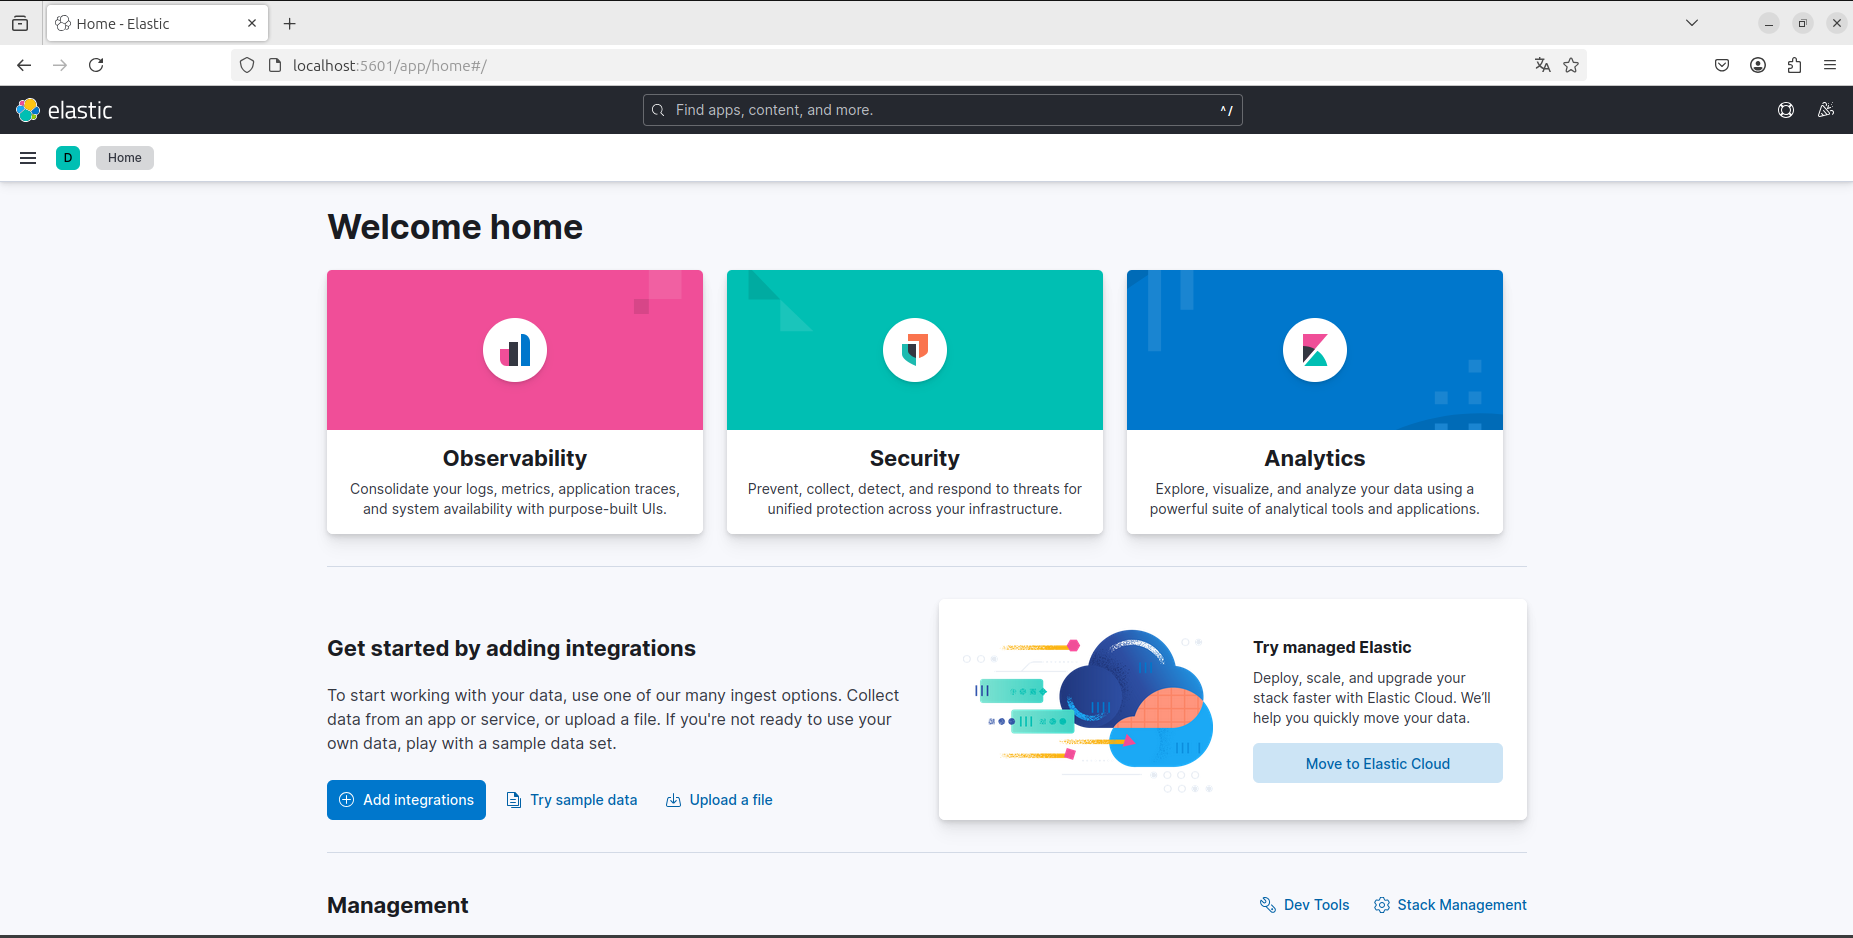 Home - Elastic
localhost:5601/app/home#/
elastic
Find apps, content, and more.
^/
D
Home
Welcome home
Observability
Consolidate your logs, metrics, application traces,
and system availability with purpose-built UIs.
Security
Prevent, collect, detect, and respond to threats for
unified protection across your infrastructure.
Analytics
Explore, visualize, and analyze your data using a
powerful suite of analytical tools and applications.
Get started by adding integrations
To start working with your data, use one of our many ingest options. Collect
data from an app or service, or upload a file. If you're not ready to use your
own data, play with a sample data set.
Add integrations
Try sample data
Upload a file
Try managed Elastic
Deploy, scale, and upgrade your
stack faster with Elastic Cloud. We’ll
help you quickly move your data.
Move to Elastic Cloud
Management
Dev Tools
Stack Management